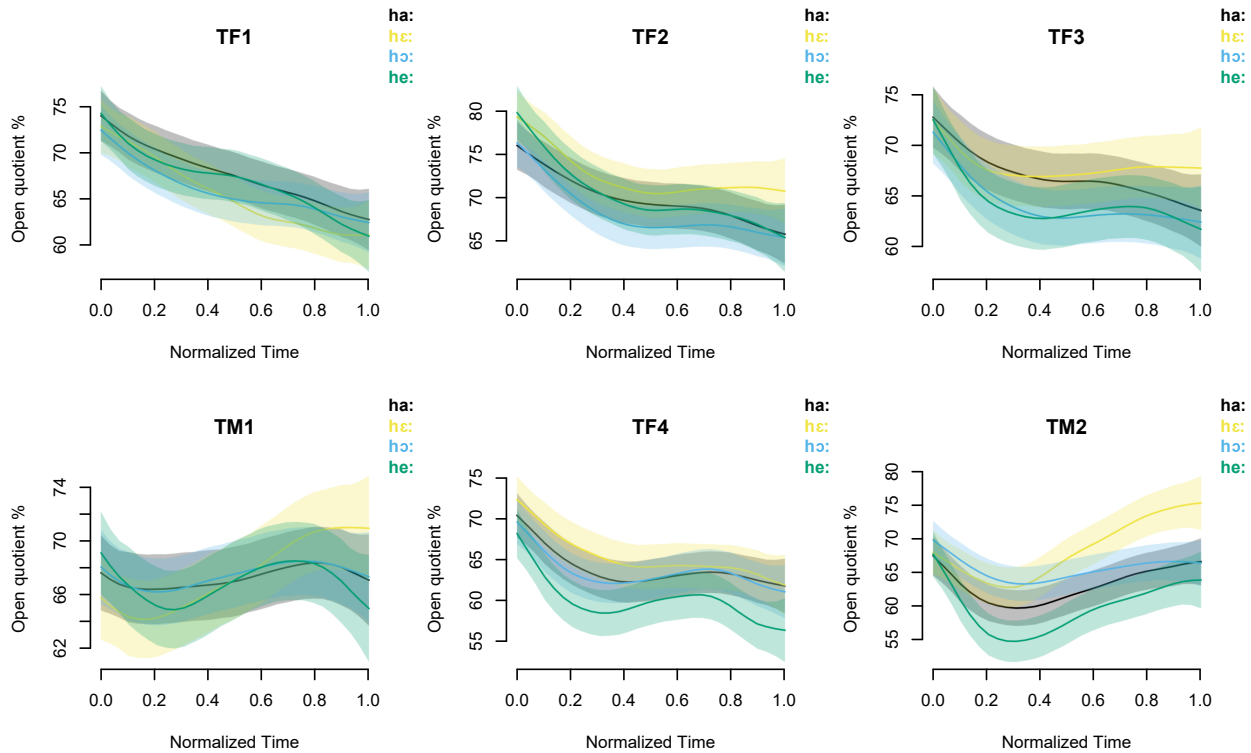 TF1
ha:
hɛ:
hɔ:
he:
Open quotient %
75
70
65
60
0.0 0.2 0.4 0.6 0.8 1.0
Normalized Time
TF2
ha:
hɛ:
hɔ:
he:
Open quotient %
80
75
70
65
0.0 0.2 0.4 0.6 0.8 1.0
Normalized Time
TF3
ha:
hɛ:
hɔ:
he:
Open quotient %
75
70
65
60
0.0 0.2 0.4 0.6 0.8 1.0
Normalized Time
TM1
ha:
hɛ:
hɔ:
he:
Open quotient %
74
70
66
62
0.0 0.2 0.4 0.6 0.8 1.0
Normalized Time
TF4
ha:
hɛ:
hɔ:
he:
Open quotient %
75
70
65
60
55
0.0 0.2 0.4 0.6 0.8 1.0
Normalized Time
TM2
ha:
hɛ:
hɔ:
he:
Open quotient %
80
75
70
65
60
55
0.0 0.2 0.4 0.6 0.8 1.0
Normalized Time